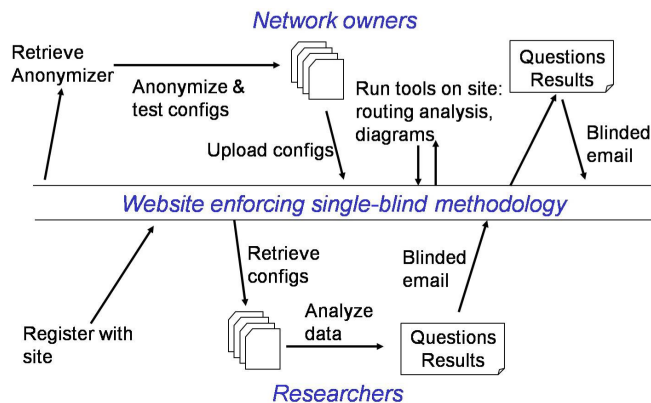 Network owners
Retrieve
Anonymizer
Anonymize &
test configs
Upload configs
Run tools on site:
routing analysis,
diagrams
Questions
Results
Blinded
email
Website enforcing single-blind methodology
Register with
site
Retrieve
configs
Analyze
data
Blinded
email
Questions
Results
Researchers